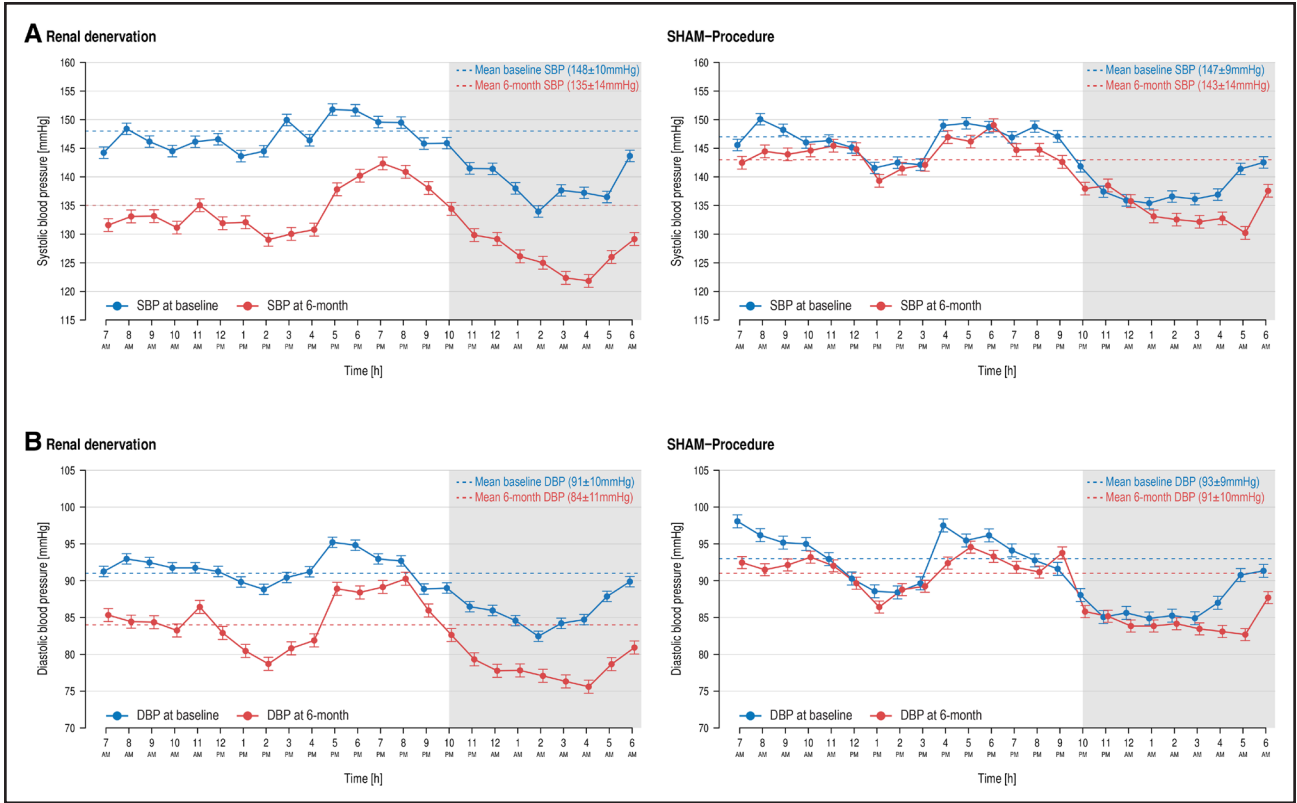 A Renal denervation
SHAM–Procedure
Systolic blood pressure [mmHg]
160
155
150
145
140
135
130
125
120
115
Mean baseline SBP (148±10mmHg)
Mean 6-month SBP (135±14mmHg)
SBP at baseline
SBP at 6-month
7 8 9 10 11 12 1 2 3 4 5 6 7 8 9 10 11 12 1 2 3 4 5 6
AM AM AM AM AM PM PM PM PM PM PM PM PM PM PM PM PM AM AM AM AM AM AM AM
Time [h]
Systolic blood pressure [mmHg]
160
155
150
145
140
135
130
125
120
115
Mean baseline SBP (147±9mmHg)
Mean 6-month SBP (143±14mmHg)
SBP at baseline
SBP at 6-month
7 8 9 10 11 12 1 2 3 4 5 6 7 8 9 10 11 12 1 2 3 4 5 6
AM AM AM AM AM PM PM PM PM PM PM PM PM PM PM PM PM AM AM AM AM AM AM AM
Time [h]
B Renal denervation
SHAM–Procedure
Diastolic blood pressure [mmHg]
105
100
95
90
85
80
75
70
Mean baseline DBP (91±10mmHg)
Mean 6-month DBP (84±11mmHg)
DBP at baseline
DBP at 6-month
7 8 9 10 11 12 1 2 3 4 5 6 7 8 9 10 11 12 1 2 3 4 5 6
AM AM AM AM AM PM PM PM PM PM PM PM PM PM PM PM PM AM AM AM AM AM AM AM
Time [h]
Diastolic blood pressure [mmHg]
105
100
95
90
85
80
75
70
Mean baseline DBP (93±9mmHg)
Mean 6-month DBP (91±10mmHg)
DBP at baseline
DBP at 6-month
7 8 9 10 11 12 1 2 3 4 5 6 7 8 9 10 11 12 1 2 3 4 5 6
AM AM AM AM AM PM PM PM PM PM PM PM PM PM PM PM PM AM AM AM AM AM AM AM
Time [h]